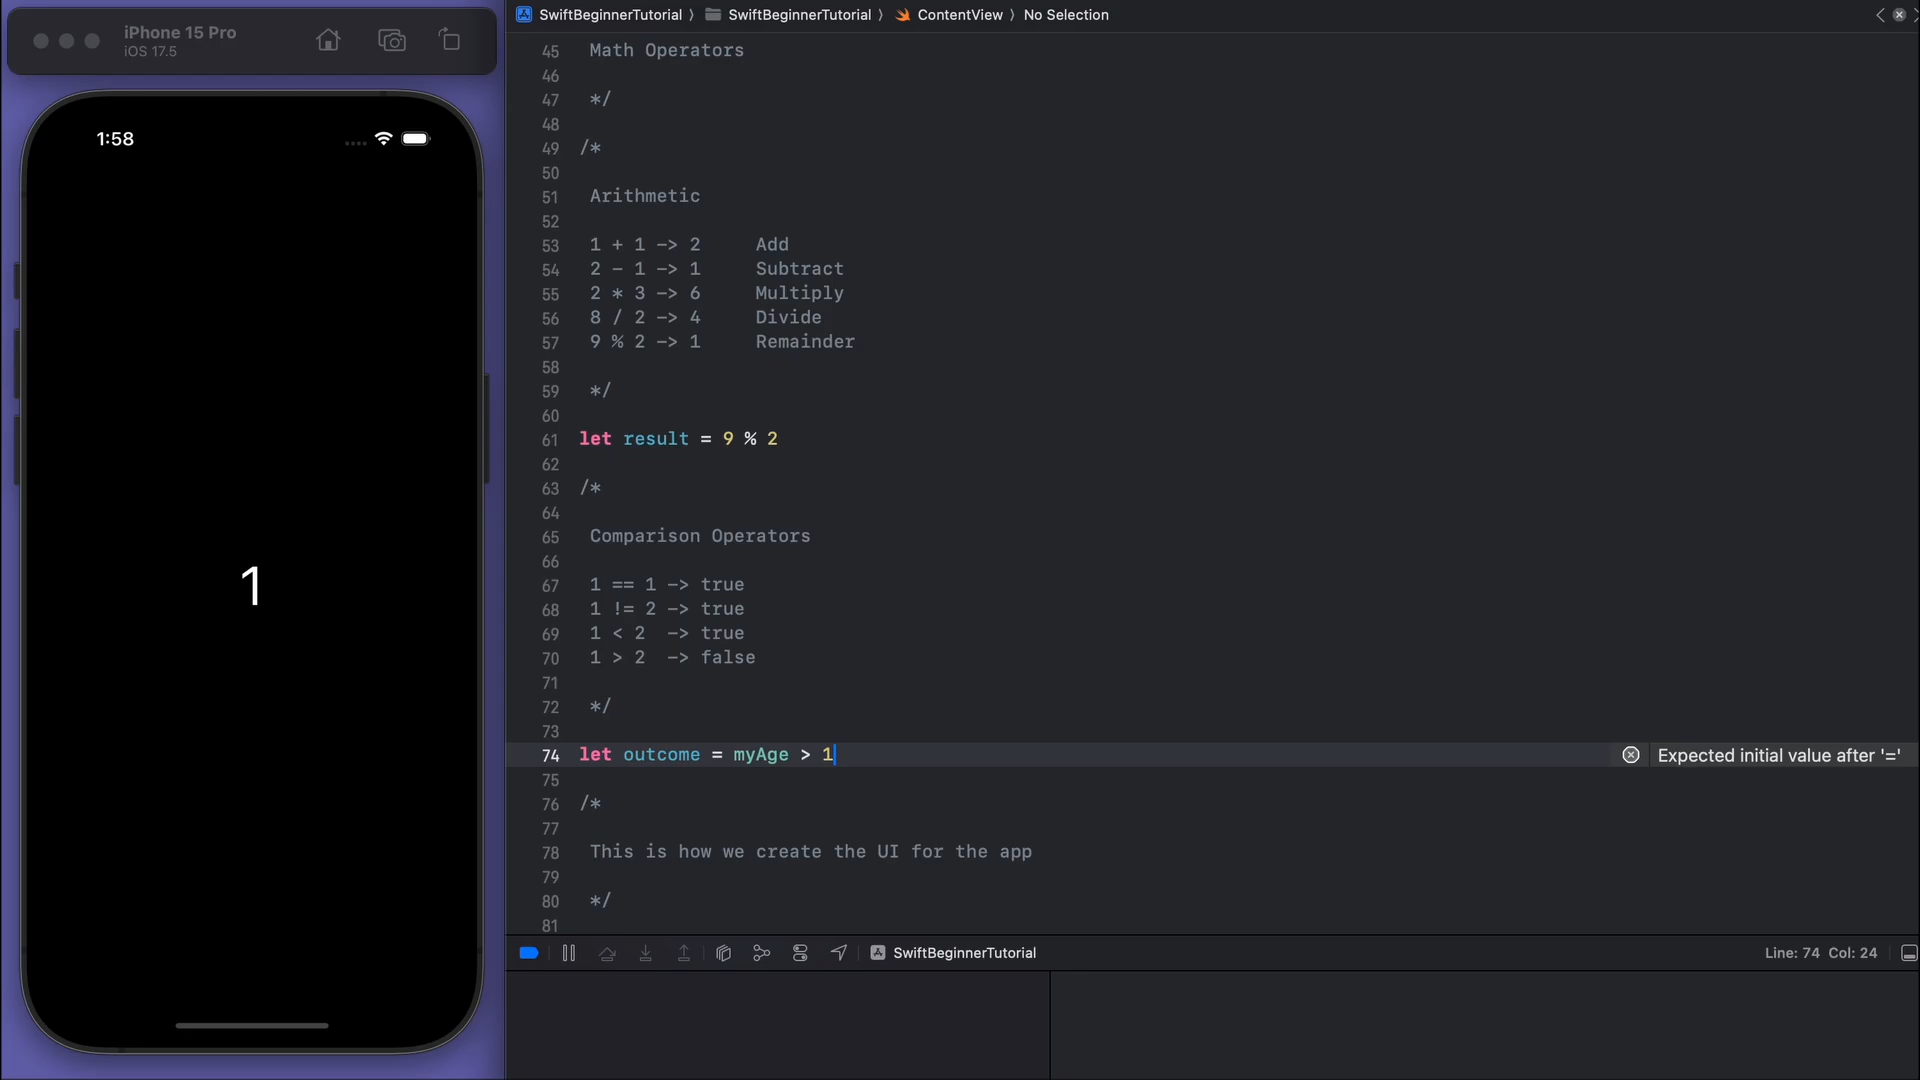 iPhone 15 Pro
iOS 17.5
1:58
1
SwiftBeginnerTutorial 〉 SwiftBeginnerTutorial 〉 ContentView 〉 No Selection
45 Math Operators
46
47 */
48
49 /*
50
51 Arithmetic
52
53 1 + 1 -> 2 Add
54 2 - 1 -> 1 Subtract
55 2 * 3 -> 6 Multiply
56 8 / 2 -> 4 Divide
57 9 % 2 -> 1 Remainder
58
59 */
60
61 let result = 9 % 2
62
63 /*
64
65 Comparison Operators
66
67 1 == 1 -> true
68 1 != 2 -> true
69 1 < 2 -> true
70 1 > 2 -> false
71
72 */
73
74 let outcome = myAge > 1 Expected initial value after '='
75
76 /*
77
78 This is how we create the UI for the app
79
80 */
81
SwiftBeginnerTutorial
Line: 74 Col: 24